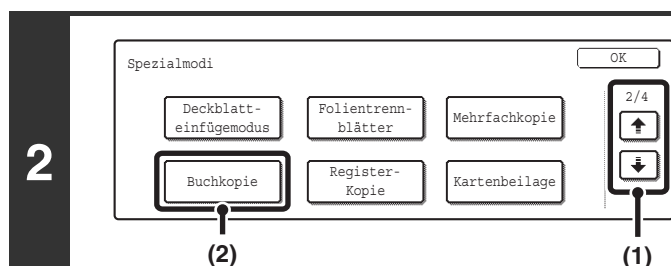 2
Spezialmodi
OK
2/4
Deckblatt-
einfügemodus
Folientrenn-
blätter
Mehrfachkopie
Buchkopie
Register-
Kopie
Kartenbeilage
(2)
(1)